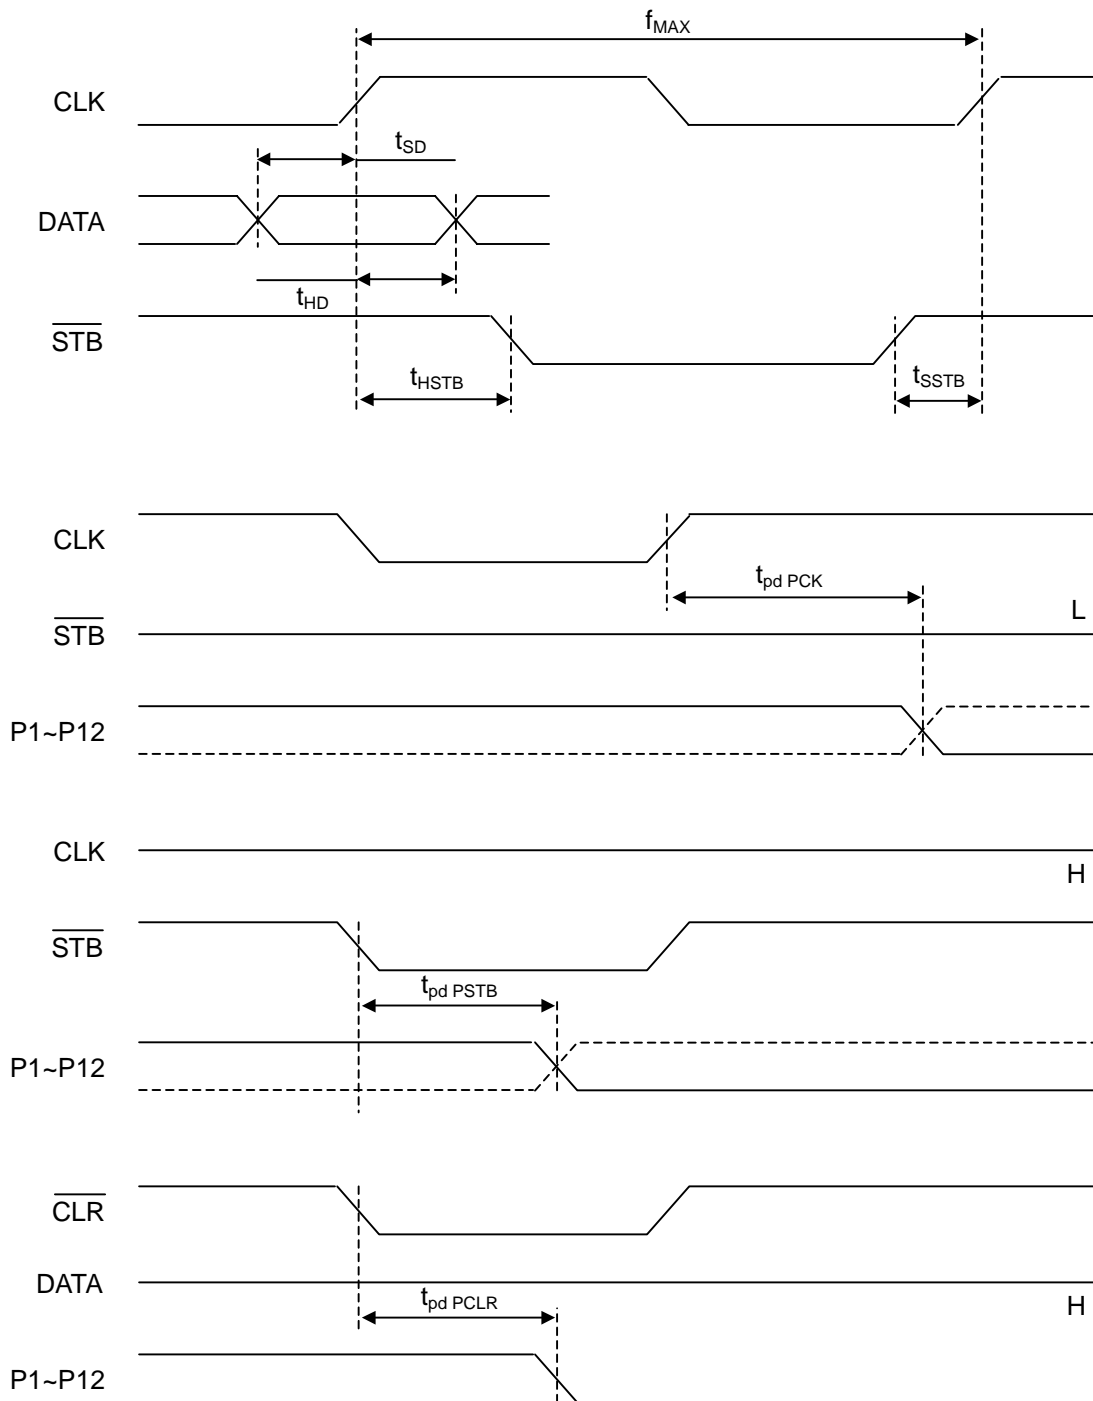 fMAX
CLK
tSD
DATA
tHD
STB
tHSTB
tSSTB
CLK
tpd PCK
L
STB
P1~P12
CLK
H
STB
tpd PSTB
P1~P12
CLR
DATA
tpd PCLR
H
P1~P12